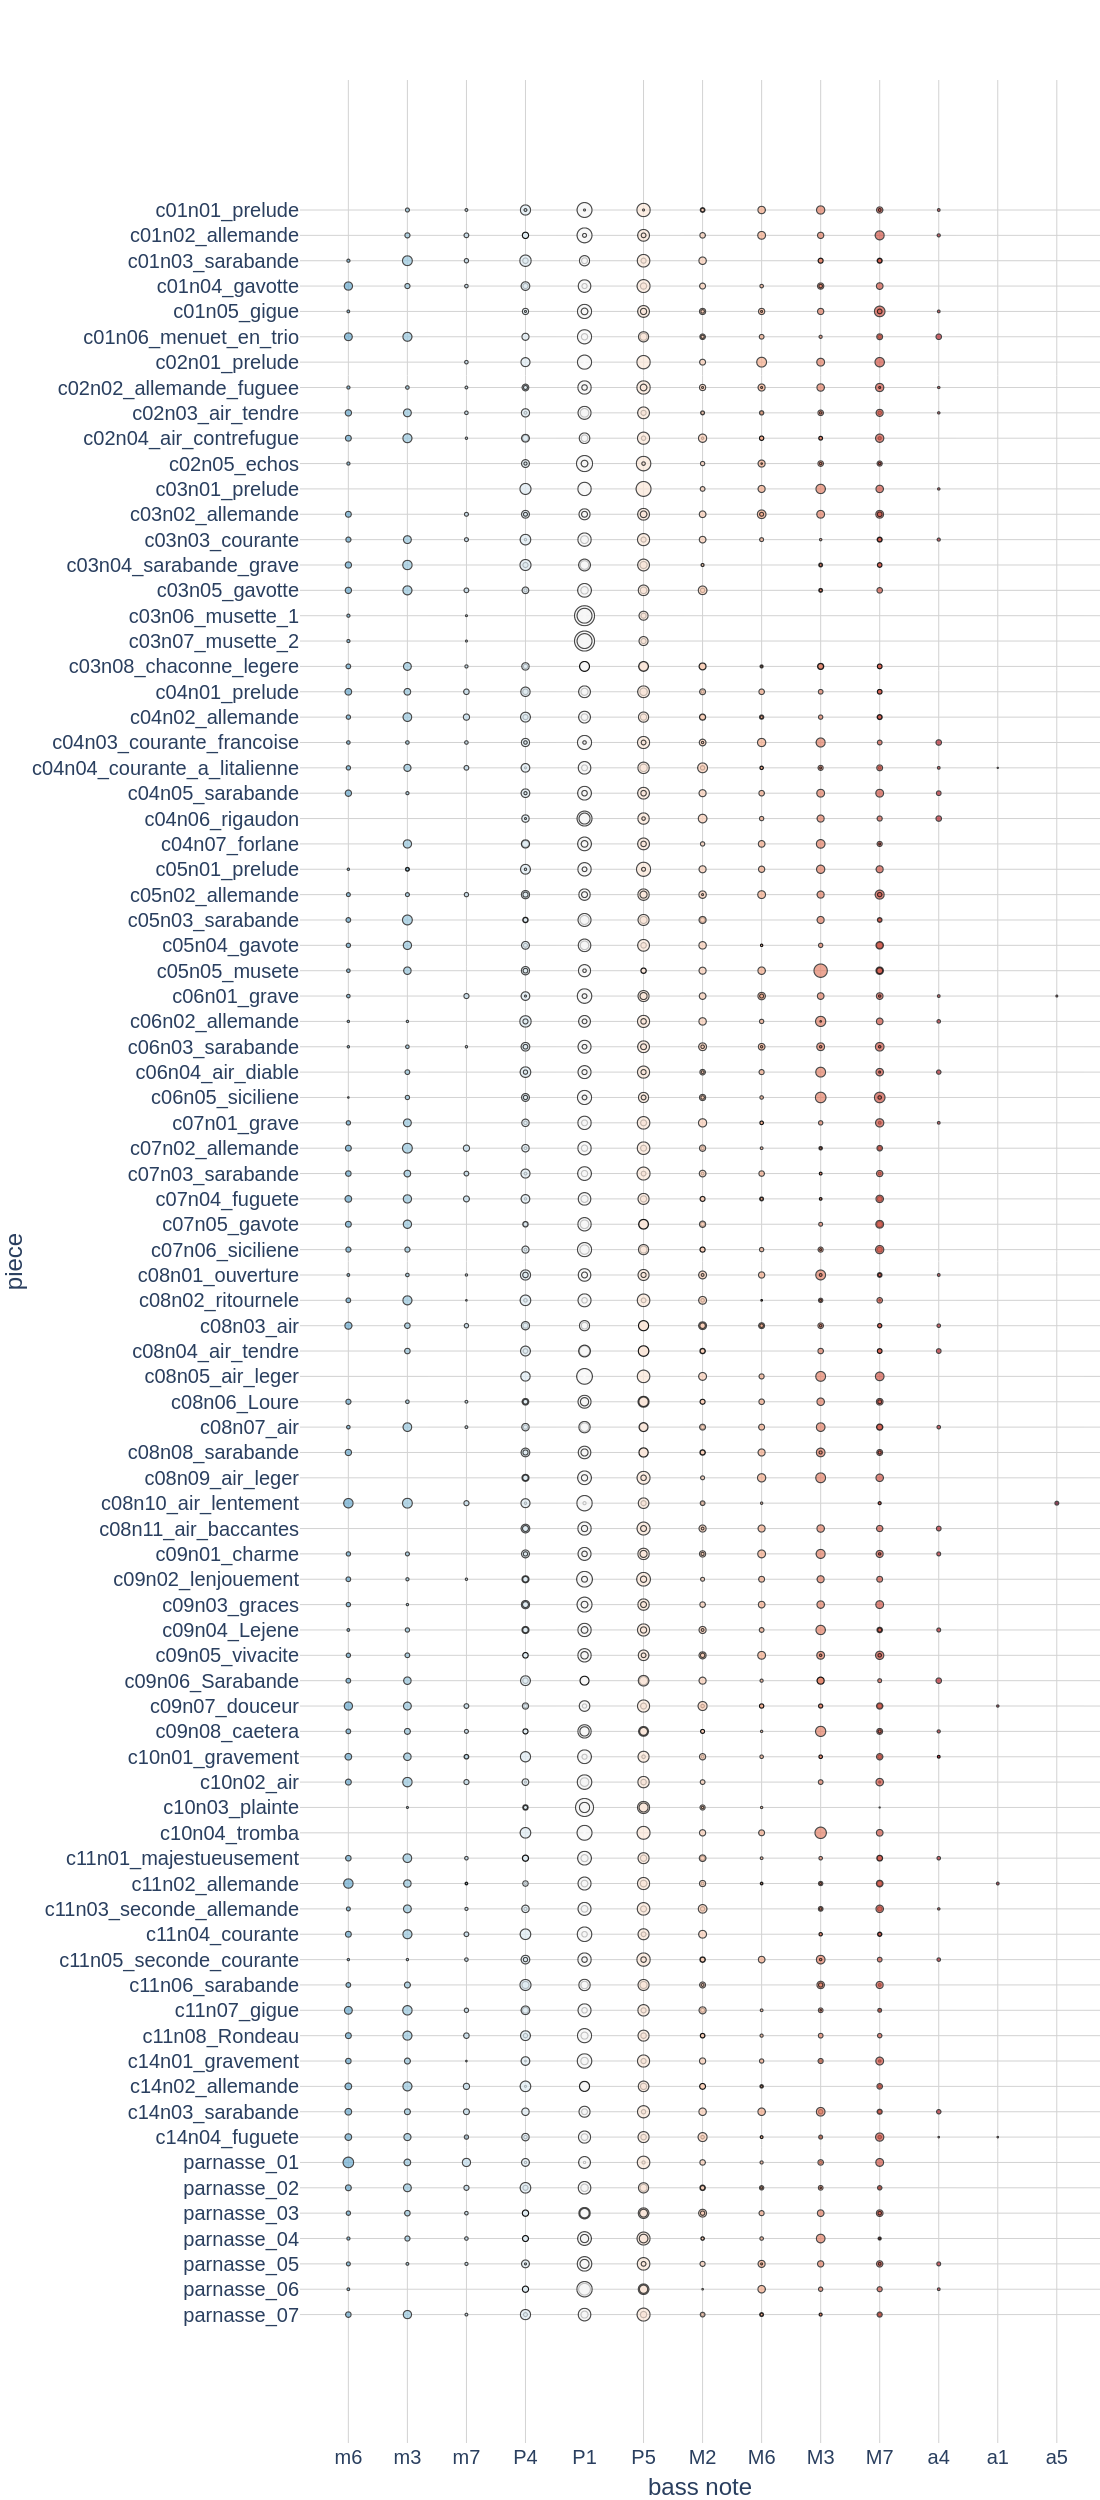 c01n01_prelude
c01n02_allemande
c01n03_sarabande
c01n04_gavotte
c01n05_gigue
c01n06_menuet_en_trio
c02n01_prelude
c02n02_allemande_fuguee
c02n03_air_tendre
c02n04_air_contrefugue
c02n05_echos
c03n01_prelude
c03n02_allemande
c03n03_courante
c03n04_sarabande_grave
c03n05_gavotte
c03n06_musette_1
c03n07_musette_2
c03n08_chaconne_legere
c04n01_prelude
c04n02_allemande
c04n03_courante_francoise
c04n04_courante_a_litalienne
c04n05_sarabande
c04n06_rigaudon
c04n07_forlane
c05n01_prelude
c05n02_allemande
c05n03_sarabande
c05n04_gavote
c05n05_musete
c06n01_grave
c06n02_allemande
c06n03_sarabande
c06n04_air_diable
c06n05_siciliene
c07n01_grave
c07n02_allemande
c07n03_sarabande
c07n04_fuguete
c07n05_gavote
c07n06_siciliene
c08n01_ouverture
c08n02_ritournele
c08n03_air
c08n04_air_tendre
c08n05_air_leger
c08n06_Loure
c08n07_air
c08n08_sarabande
c08n09_air_leger
c08n10_air_lentement
c08n11_air_baccantes
c09n01_charme
c09n02_lenjouement
c09n03_graces
c09n04_Lejene
c09n05_vivacite
c09n06_Sarabande
c09n07_douceur
c09n08_caetera
c10n01_gravement
c10n02_air
c10n03_plainte
c10n04_tromba
c11n01_majestueusement
c11n02_allemande
c11n03_seconde_allemande
c11n04_courante
c11n05_seconde_courante
c11n06_sarabande
c11n07_gigue
c11n08_Rondeau
c14n01_gravement
c14n02_allemande
c14n03_sarabande
c14n04_fuguete
parnasse_01
parnasse_02
parnasse_03
parnasse_04
parnasse_05
parnasse_06
parnasse_07
piece
m6 m3 m7 P4 P1 P5 M2 M6 M3 M7 a4 a1 a5
bass note